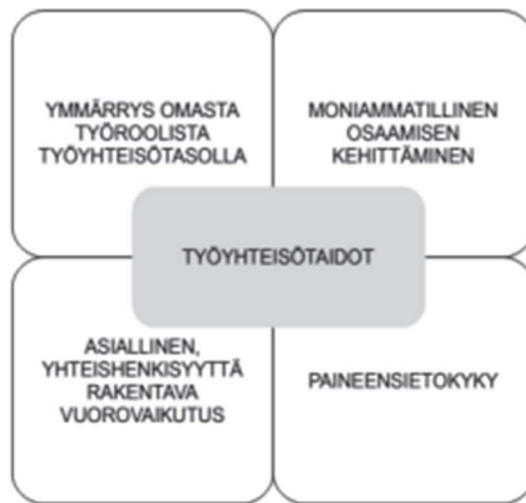 YMMÄRRYS OMASTA
TYÖROOLISTA
TYÖYHTEISÖTASOLLA
MONIAMMATILLINEN
OSAAMISEN
KEHITTÄMINEN
TYÖYHTEISÖTAIDOT
ASIALLINEN,
YHTEISHENKISYYTTÄ
RAKENTAVA
VUOROVAIKUTUS
PAINEENSIETOKYKY